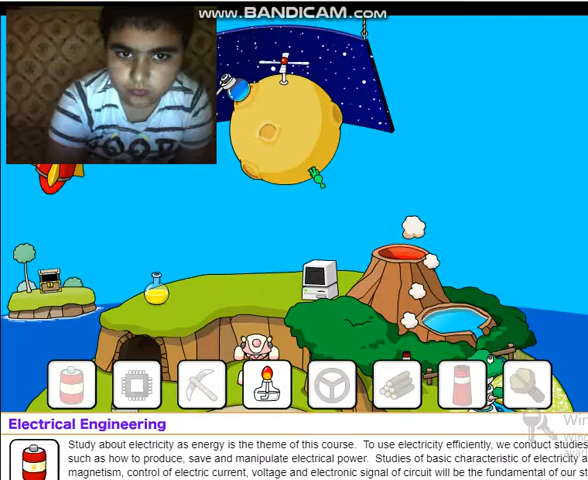 www.BANDICAM.com
Electrical Engineering
Study about electricity as energy is the theme of this course. To use electricity efficiently, we conduct studies
such as how to produce, save and manipulate electrical power. Studies of basic characteristic of electricity a
magnetism, control of electric current, voltage and electronic signal of circuit will be the fundamental of our st